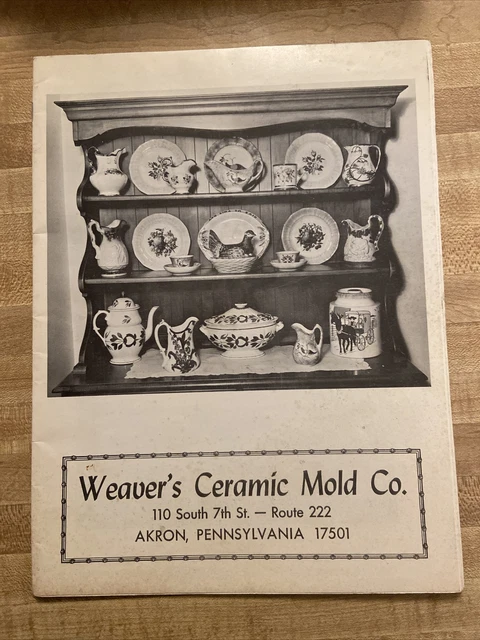 Weaver's Ceramic Mold Co.
110 South 7th St. — Route 222
AKRON, PENNSYLVANIA 17501